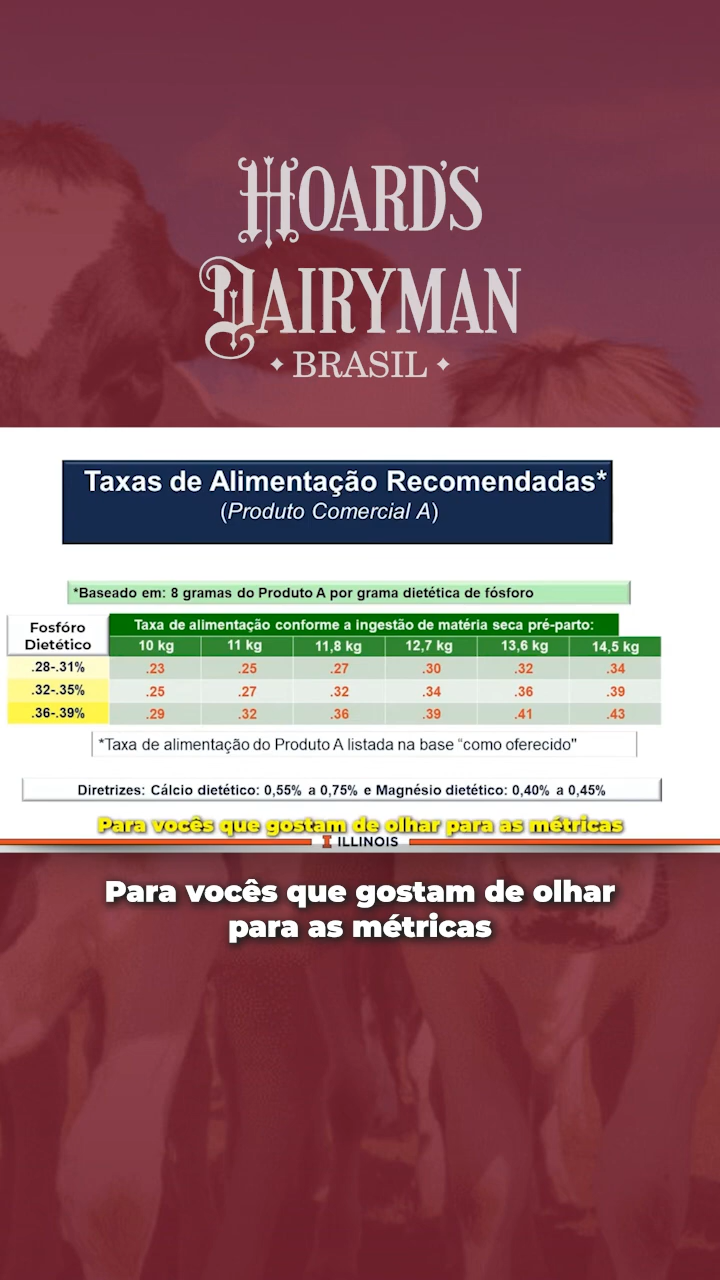 HOARD'S
DAIRYMAN
BRASIL
Taxas de Alimentação Recomendadas*
(Produto Comercial A)
*Baseado em: 8 gramas do Produto A por grama dietética de fósforo
Fosfóro
Dietético
Taxa de alimentação conforme a ingestão de matéria seca pré-parto:
10 kg 11 kg 11,8 kg 12,7 kg 13,6 kg 14,5 kg
.28-.31% .23 .25 .27 .30 .32 .34
.32-.35% .25 .27 .32 .34 .36 .39
.36-.39% .29 .32 .36 .39 .41 .43
*Taxa de alimentação do Produto A listada na base “como oferecido"
Diretrizes: Cálcio dietético: 0,55% a 0,75% e Magnésio dietético: 0,40% a 0,45%
Para vocês que gostam de olhar para as métricas
I ILLINOIS
Para vocês que gostam de olhar
para as métricas